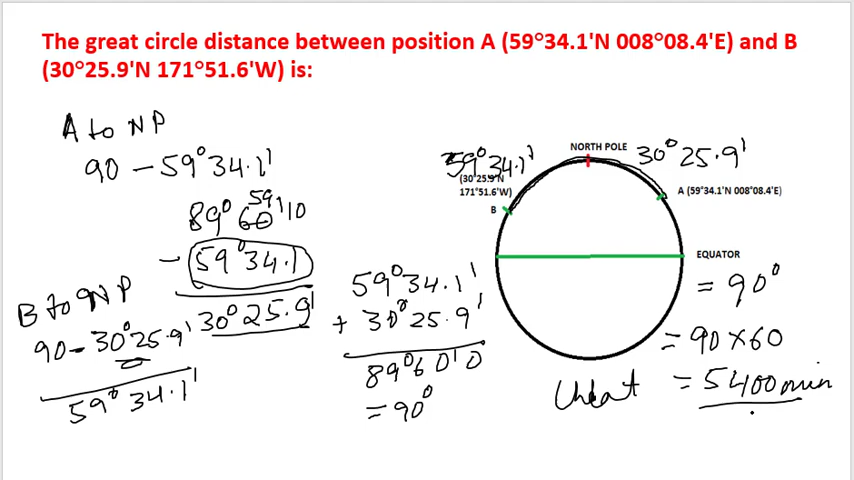 The great circle distance between position A (59°34.1'N 008°08.4'E) and B
(30°25.9'N 171°51.6'W) is:
A to NP
90 - 59°34.1'
89° 60 59' 10
- 59°34.1
30°25.9'
B to NP
90 - 30°25.9'
59° 34.1'
59°34.1'
+ 30°25.9'
89°60'0
= 90°
NORTH POLE
59°34.1'
30°25.9'
(30°25.9'N
171°51.6'W)
B
A (59°34.1'N 008°08.4'E)
EQUATOR
= 90°
= 90 x 60
= 5400 min